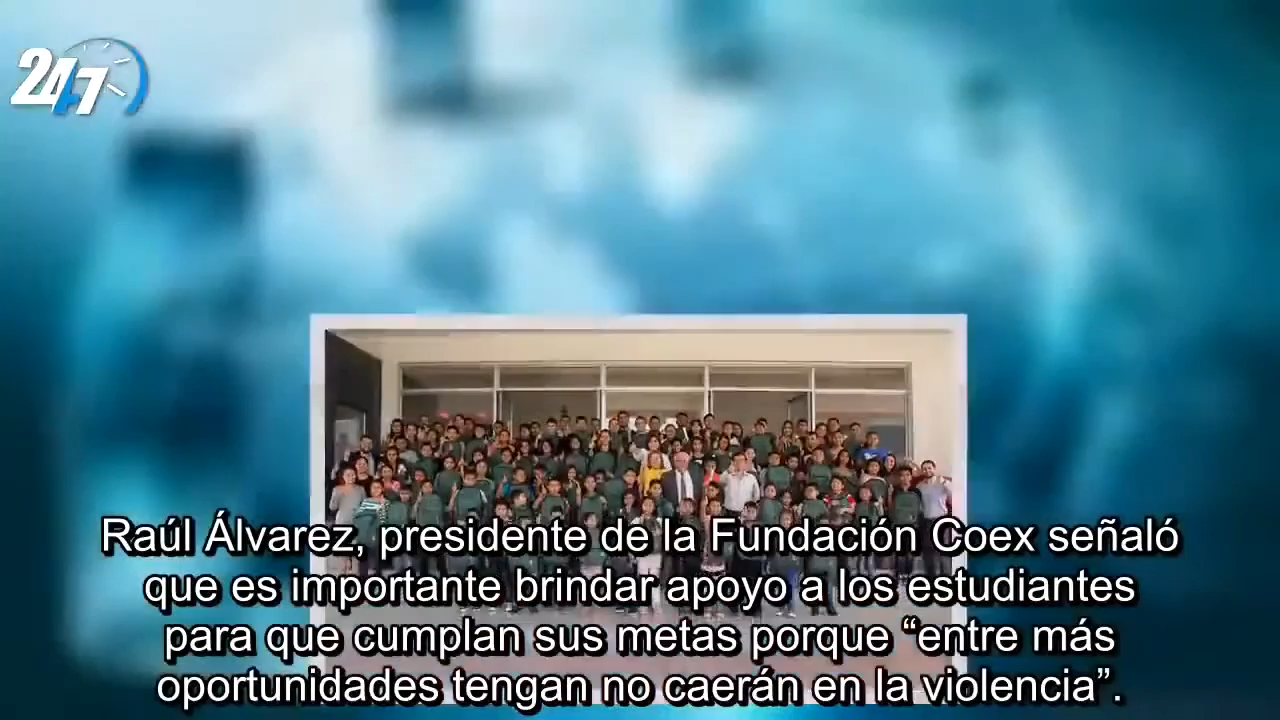 24/7
Raúl Álvarez, presidente de la Fundación Coex señaló
que es importante brindar apoyo a los estudiantes
para que cumplan sus metas porque “entre más
oportunidades tengan no caerán en la violencia”.